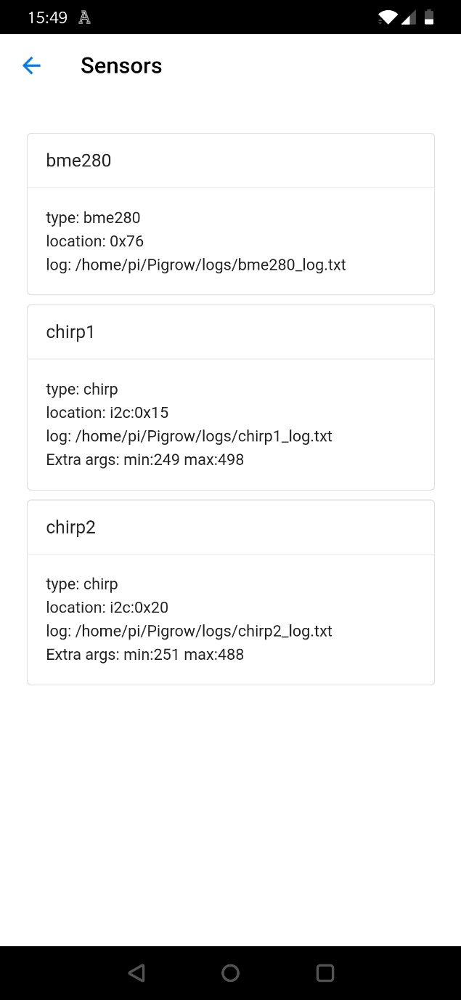 15:49 A
Sensors
bme280
type: bme280
location: 0x76
log: /home/pi/Pigrow/logs/bme280_log.txt
chirp1
type: chirp
location: i2c:0x15
log: /home/pi/Pigrow/logs/chirp1_log.txt
Extra args: min:249 max:498
chirp2
type: chirp
location: i2c:0x20
log: /home/pi/Pigrow/logs/chirp2_log.txt
Extra args: min:251 max:488